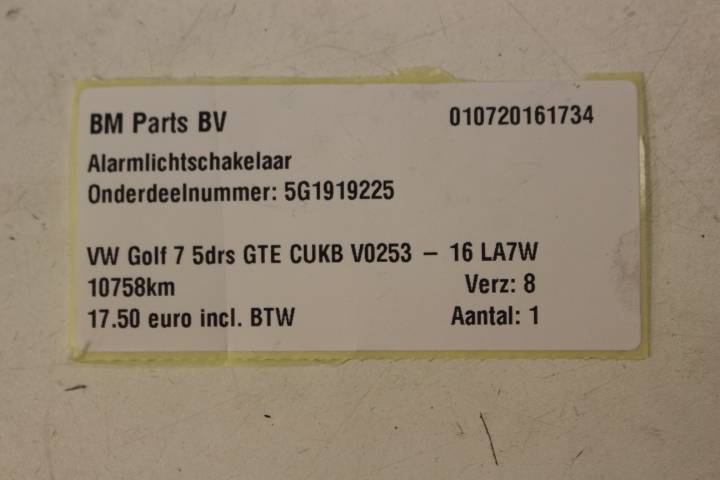 BM Parts BV 010720161734
Alarmlichtschakelaar
Onderdeelnummer: 5G1919225
VW Golf 7 5drs GTE CUKB V0253 – 16 LA7W
10758km Verz: 8
17.50 euro incl. BTW Aantal: 1